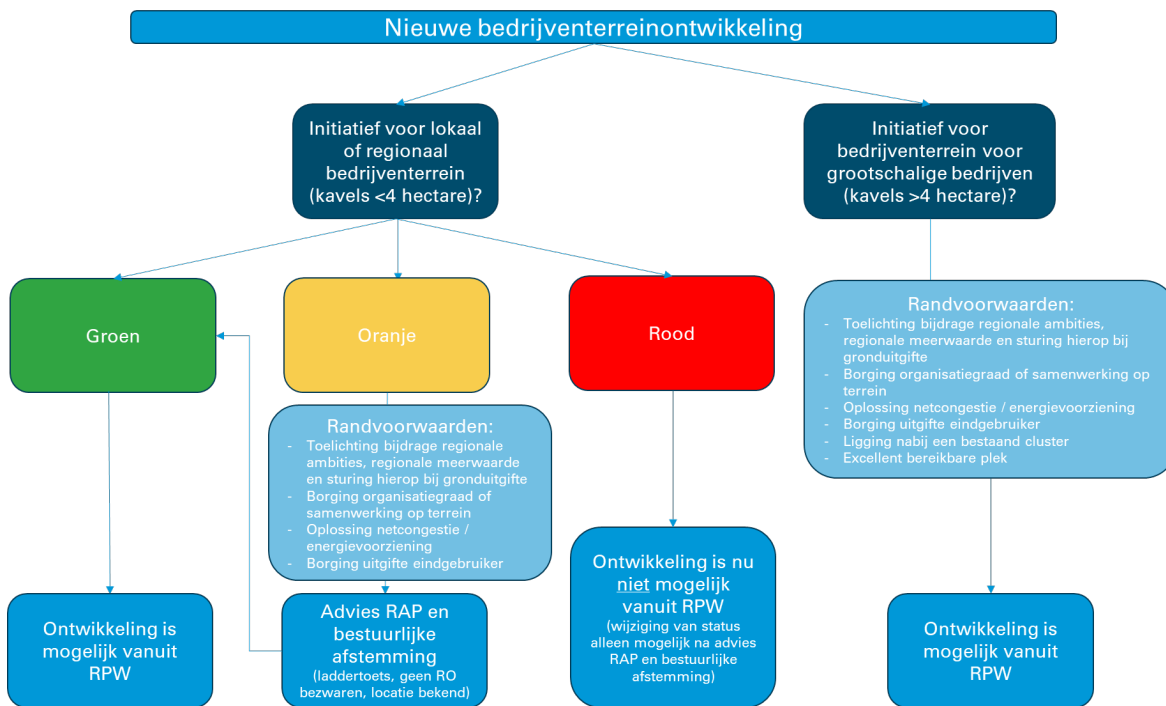 Nieuwe bedrijventerreinontwikkeling
Initiatief voor lokaal
of regionaal
bedrijventerrein
(kavels <4 hectare)?
Initiatief voor
bedrijventerrein voor
grootschalige bedrijven
(kavels >4 hectare)?
Groen
Oranje
Rood
Randvoorwaarden:
- Toelichting bijdrage regionale ambities,
regionale meerwaarde en sturing hierop bij
gronduitgifte
- Borging organisatiegraad of samenwerking op
terrein
- Oplossing netcongestie / energievoorziening
- Borging uitgifte eindgebruiker
- Ligging nabij een bestaand cluster
- Excellent bereikbare plek
Randvoorwaarden:
- Toelichting bijdrage regionale
ambities, regionale meerwaarde
en sturing hierop bij gronduitgifte
- Borging organisatiegraad of
samenwerking op terrein
- Oplossing netcongestie /
energievoorziening
- Borging uitgifte eindgebruiker
Ontwikkeling is
mogelijk vanuit
RPW
Advies RAP en
bestuurlijke
afstemming
(laddertoets, geen RO
bezwaren, locatie bekend)
Ontwikkeling is nu
niet mogelijk
vanuit RPW
(wijziging van status
alleen mogelijk na advies
RAP en bestuurlijke
afstemming)
Ontwikkeling is
mogelijk vanuit
RPW